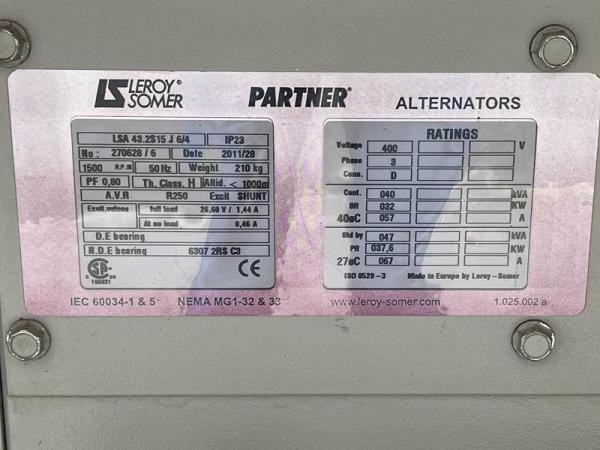 LS LEROY® SOMER PARTNER® ALTERNATORS
LSA 43.2S15 J 6/4 IP23
No : 270628 / 6 Date 2011/28
1500 R.P.M 50 Hz Weight 210 kg
PF 0,80 Th. Class. H Altid. < 1000m
A.V.R R250 Excit SHUNT
Excit. values full load 26,60 V / 1,44 A
At no load 0,46 A
D.E bearing
N.D.E bearing 6307 2RS C3
SA 166631 CE
RATINGS
Voltage 400 V
Phase 3
Conn. D
Cont. 040 kVA
BR 032 KW
40øC 057 A
Std by 047 kVA
PR 037,6 KW
27øC 067 A
ISO 8528 - 3 Made in Europe by Leroy - Somer
IEC 60034-1 & 5 NEMA MG1-32 & 33 www.leroy-somer.com 1.025.002 a